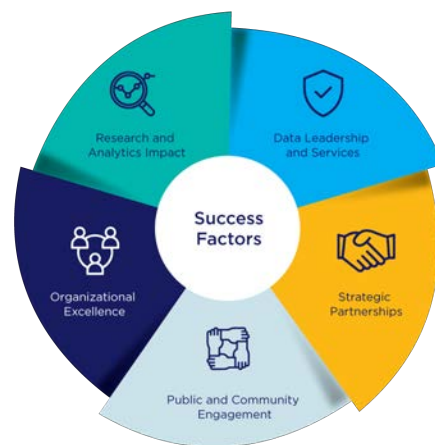 Research and
Analytics Impact
Data Leadership
and Services
Success
Factors
Organizational
Excellence
Strategic
Partnerships
Public and Community
Engagement